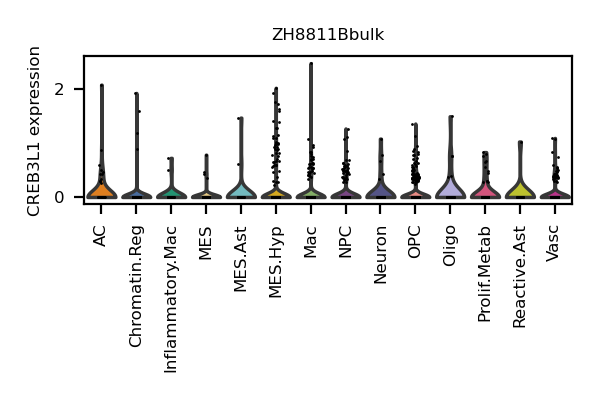 ZH8811Bbulk
CREB3L1 expression
2
0
AC
Chromatin.Reg
Inflammatory.Mac
MES
MES.Ast
MES.Hyp
Mac
NPC
Neuron
OPC
Oligo
Prolif.Metab
Reactive.Ast
Vasc